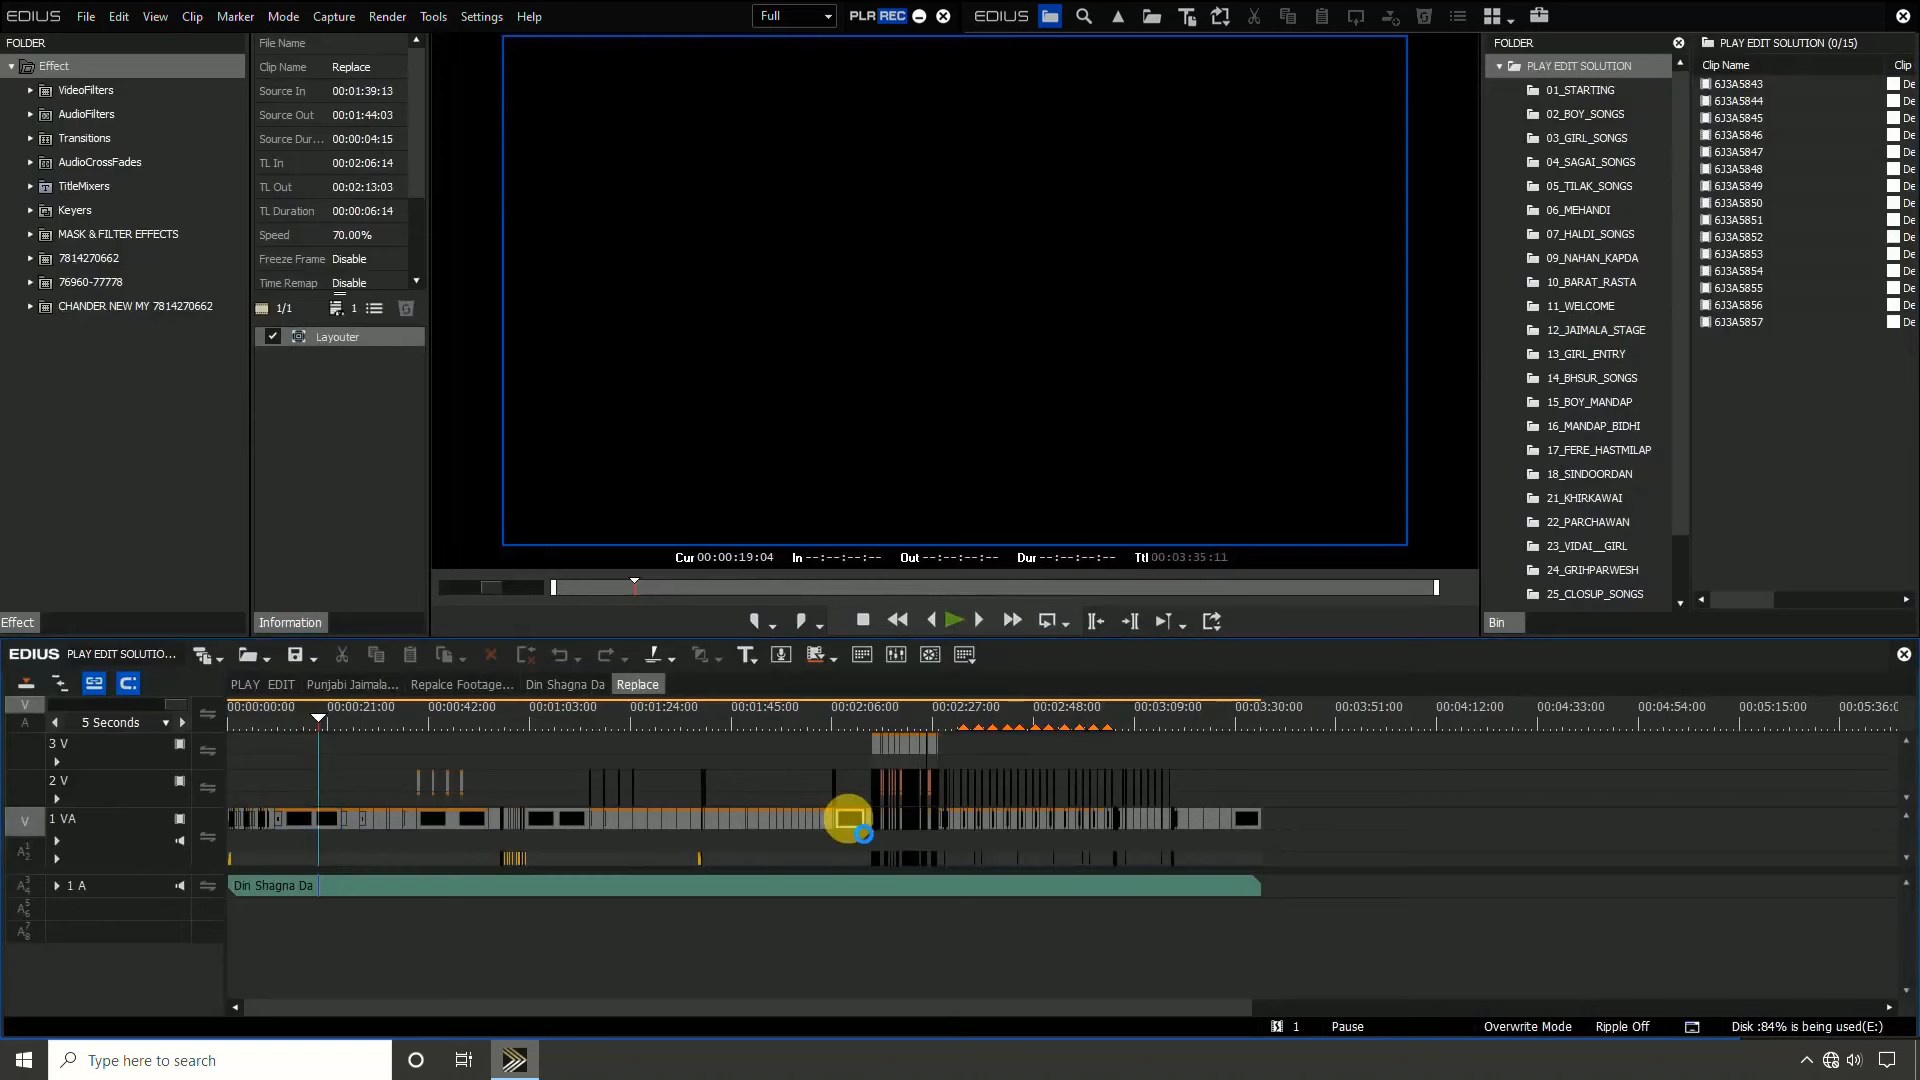 EDIUS File Edit View Clip Marker Mode Capture Render Tools Settings Help Full PLR REC EDIUS
FOLDER
Effect
VideoFilters
AudioFilters
Transitions
AudioCrossFades
TitleMixers
Keyers
MASK & FILTER EFFECTS
7814270662
76960-77778
CHANDER NEW MY 7814270662
Effect
File Name
Clip Name Replace
Source In 00:01:39:13
Source Out 00:01:44:03
Source Dur... 00:00:04:15
TL In 00:02:06:14
TL Out 00:02:13:03
TL Duration 00:00:06:14
Speed 70.00%
Freeze Frame Disable
Time Remap Disable
1/1 1
Layouter
Information
Cur 00:00:19:04 In --:--:--:-- Out --:--:--:-- Dur --:--:--:-- Ttl 00:03:35:11
FOLDER
PLAY EDIT SOLUTION
01_STARTING
02_BOY_SONGS
03_GIRL_SONGS
04_SAGAI_SONGS
05_TILAK_SONGS
06_MEHANDI
07_HALDI_SONGS
09_NAHAN_KAPDA
10_BARAT_RASTA
11_WELCOME
12_JAIMALA_STAGE
13_GIRL_ENTRY
14_BHSUR_SONGS
15_BOY_MANDAP
16_MANDAP_BIDHI
17_FERE_HASTMILAP
18_SINDOORDAN
21_KHIRKAWAI
22_PARCHAWAN
23_VIDAI__GIRL
24_GRIHPARWESH
25_CLOSUP_SONGS
Bin
PLAY EDIT SOLUTION (0/15)
Clip Name Clip
6J3A5843 De
6J3A5844 De
6J3A5845 De
6J3A5846 De
6J3A5847 De
6J3A5848 De
6J3A5849 De
6J3A5850 De
6J3A5851 De
6J3A5852 De
6J3A5853 De
6J3A5854 De
6J3A5855 De
6J3A5856 De
6J3A5857 De
EDIUS PLAY EDIT SOLUTIO...
PLAY EDIT Punjabi Jaimala... Repalce Footage... Din Shagna Da Replace
V 00:00:00:00 00:00:21:00 00:00:42:00 00:01:03:00 00:01:24:00 00:01:45:00 00:02:06:00 00:02:27:00 00:02:48:00 00:03:09:00 00:03:30:00 00:03:51:00 00:04:12:00 00:04:33:00 00:04:54:00 00:05:15:00 00:05:36:0
A 5 Seconds
3 V
2 V
V 1 VA
A 1 2
A 3 4 1 A Din Shagna Da
A 5 6
A 7 8
1 Pause Overwrite Mode Ripple Off Disk :84% is being used(E:)
Type here to search